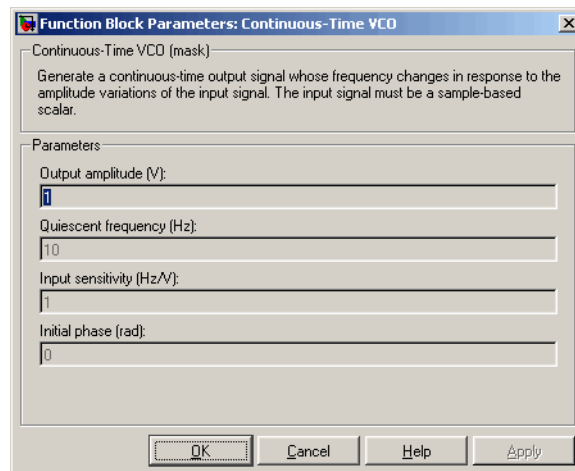 Function Block Parameters: Continuous-Time VCO
Continuous-Time VCO (mask)
Generate a continuous-time output signal whose frequency changes in response to the
amplitude variations of the input signal. The input signal must be a sample-based
scalar.
Parameters
Output amplitude (V):
1
Quiescent frequency (Hz):
10
Input sensitivity (Hz/V):
1
Initial phase (rad):
0
OK Cancel Help Apply